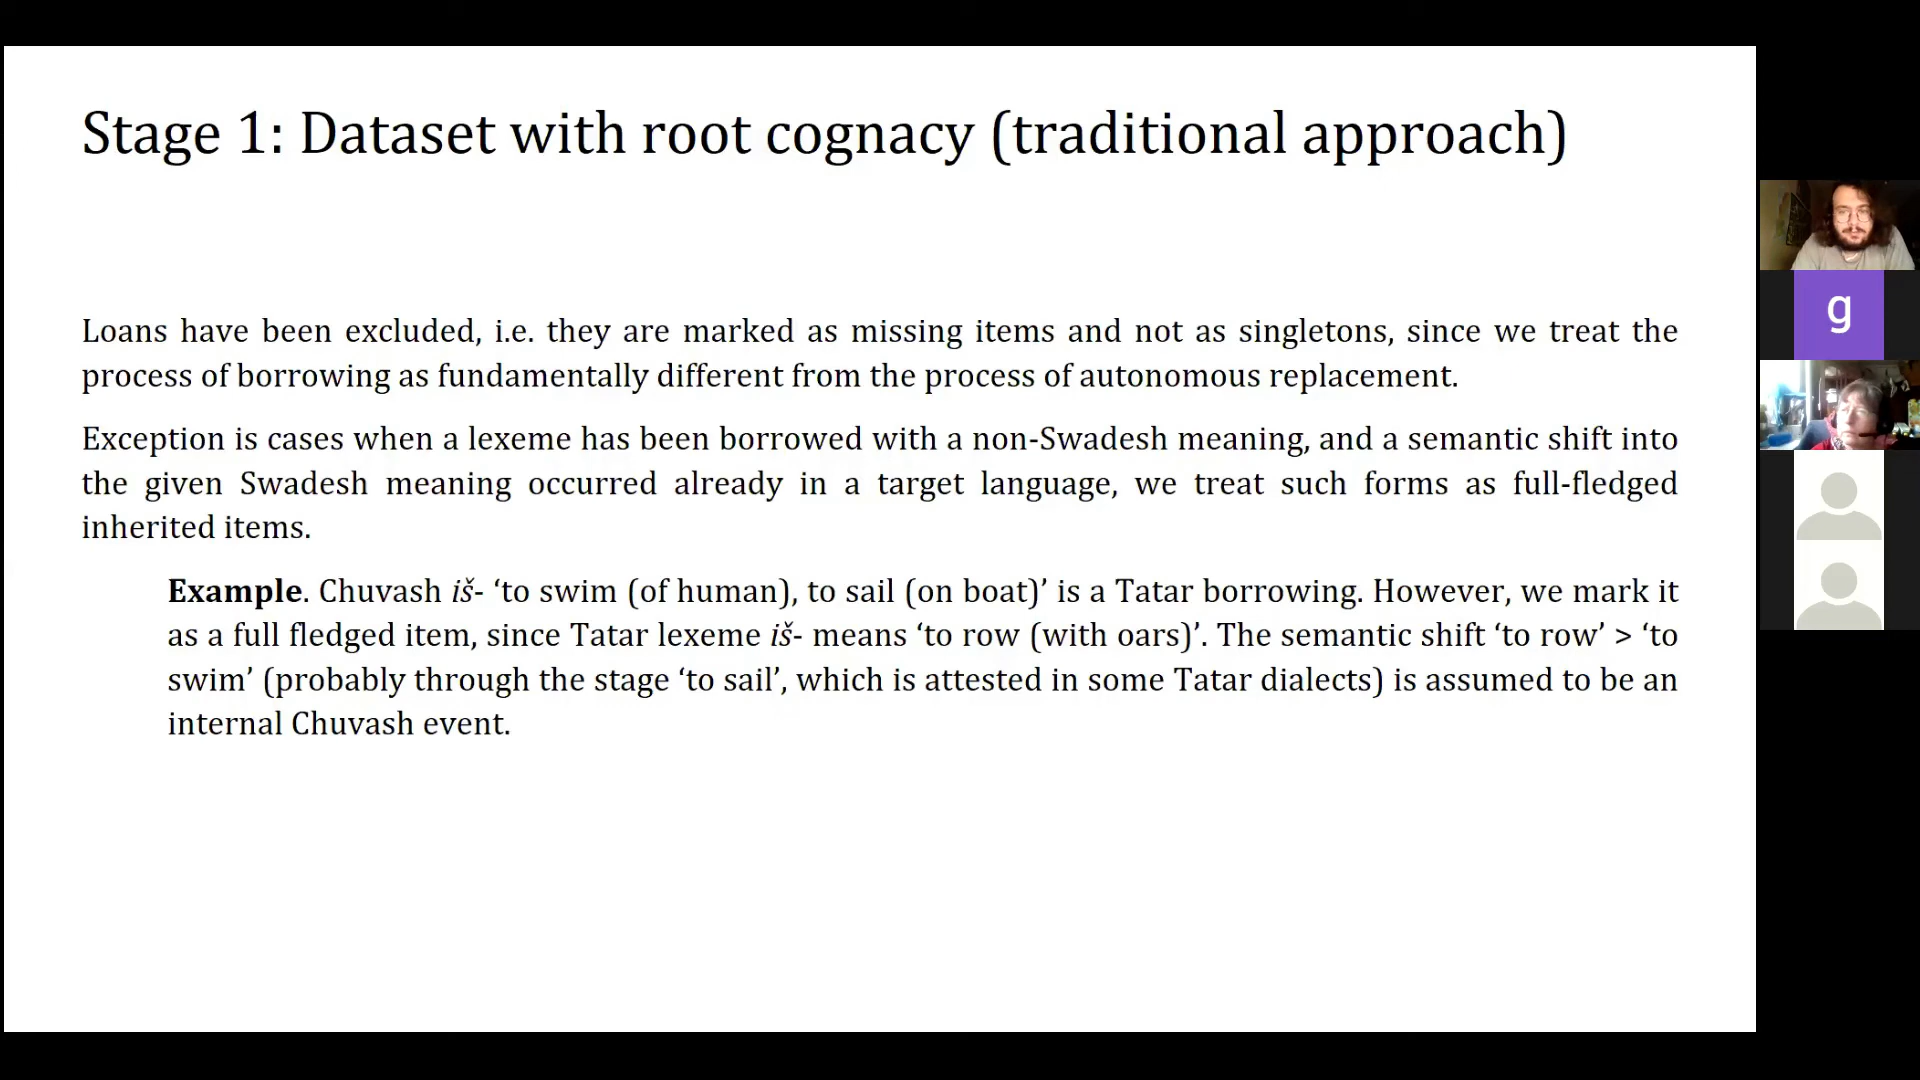 Stage 1: Dataset with root cognacy (traditional approach)
Loans have been excluded, i.e. they are marked as missing items and not as singletons, since we treat the
process of borrowing as fundamentally different from the process of autonomous replacement.
Exception is cases when a lexeme has been borrowed with a non-Swadesh meaning, and a semantic shift into
the given Swadesh meaning occurred already in a target language, we treat such forms as full-fledged
inherited items.
Example. Chuvash iš- ‘to swim (of human), to sail (on boat)’ is a Tatar borrowing. However, we mark it
as a full fledged item, since Tatar lexeme iš- means ‘to row (with oars)’. The semantic shift ‘to row’ > ‘to
swim’ (probably through the stage ‘to sail’, which is attested in some Tatar dialects) is assumed to be an
internal Chuvash event.
g